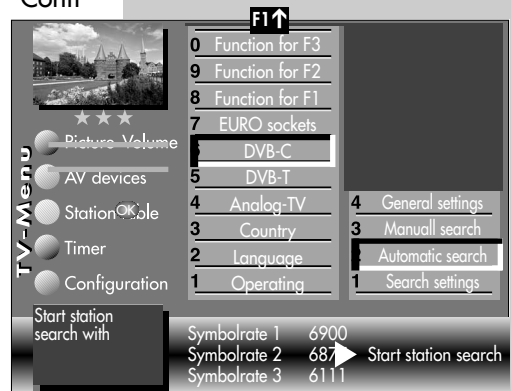 Conf
F1↑
0 Function for F3
9 Function for F2
8 Function for F1
7 EURO sockets
DVB-C
5 DVB-T
4 Analog-TV
3 Country
2 Language
1 Operating
TV-Menu
Picture Volume
AV devices
Station
OK
Timer
Configuration
4 General settings
3 Manuall search
Automatic search
1 Search settings
Start station
search with
Symbolrate 1 6900
Symbolrate 2 687
Start station search
Symbolrate 3 6111